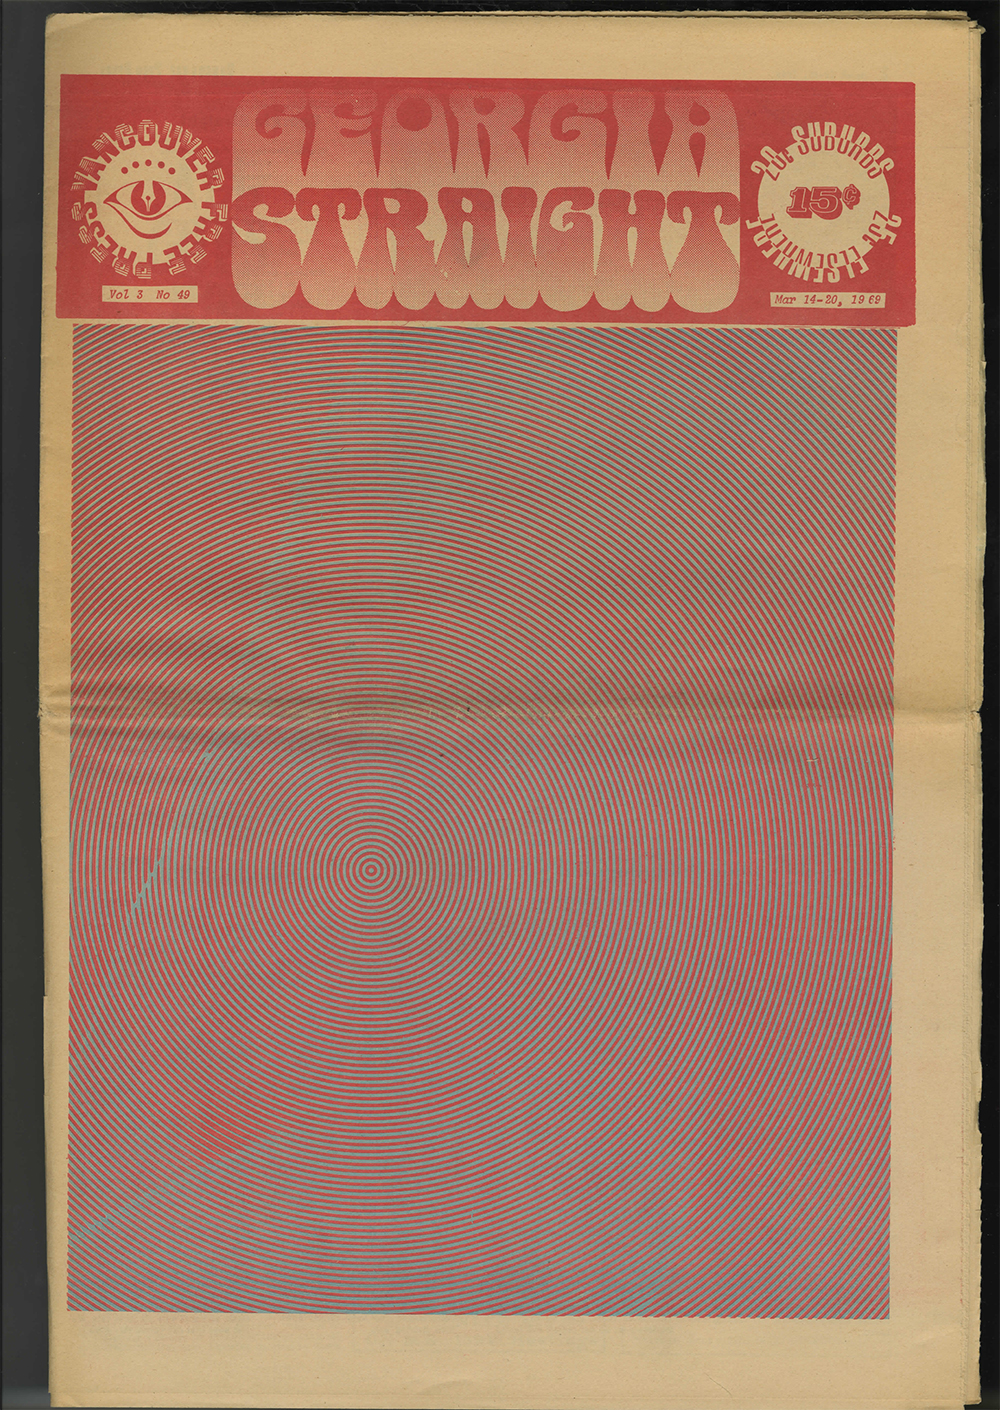 GEORGIA
STRAIGHT
VANCOUVER FREE PRESS
Vol 3 No 49
20¢ SUBURBS
15¢
25¢ ELSEWHERE
Mar 14-20, 1969